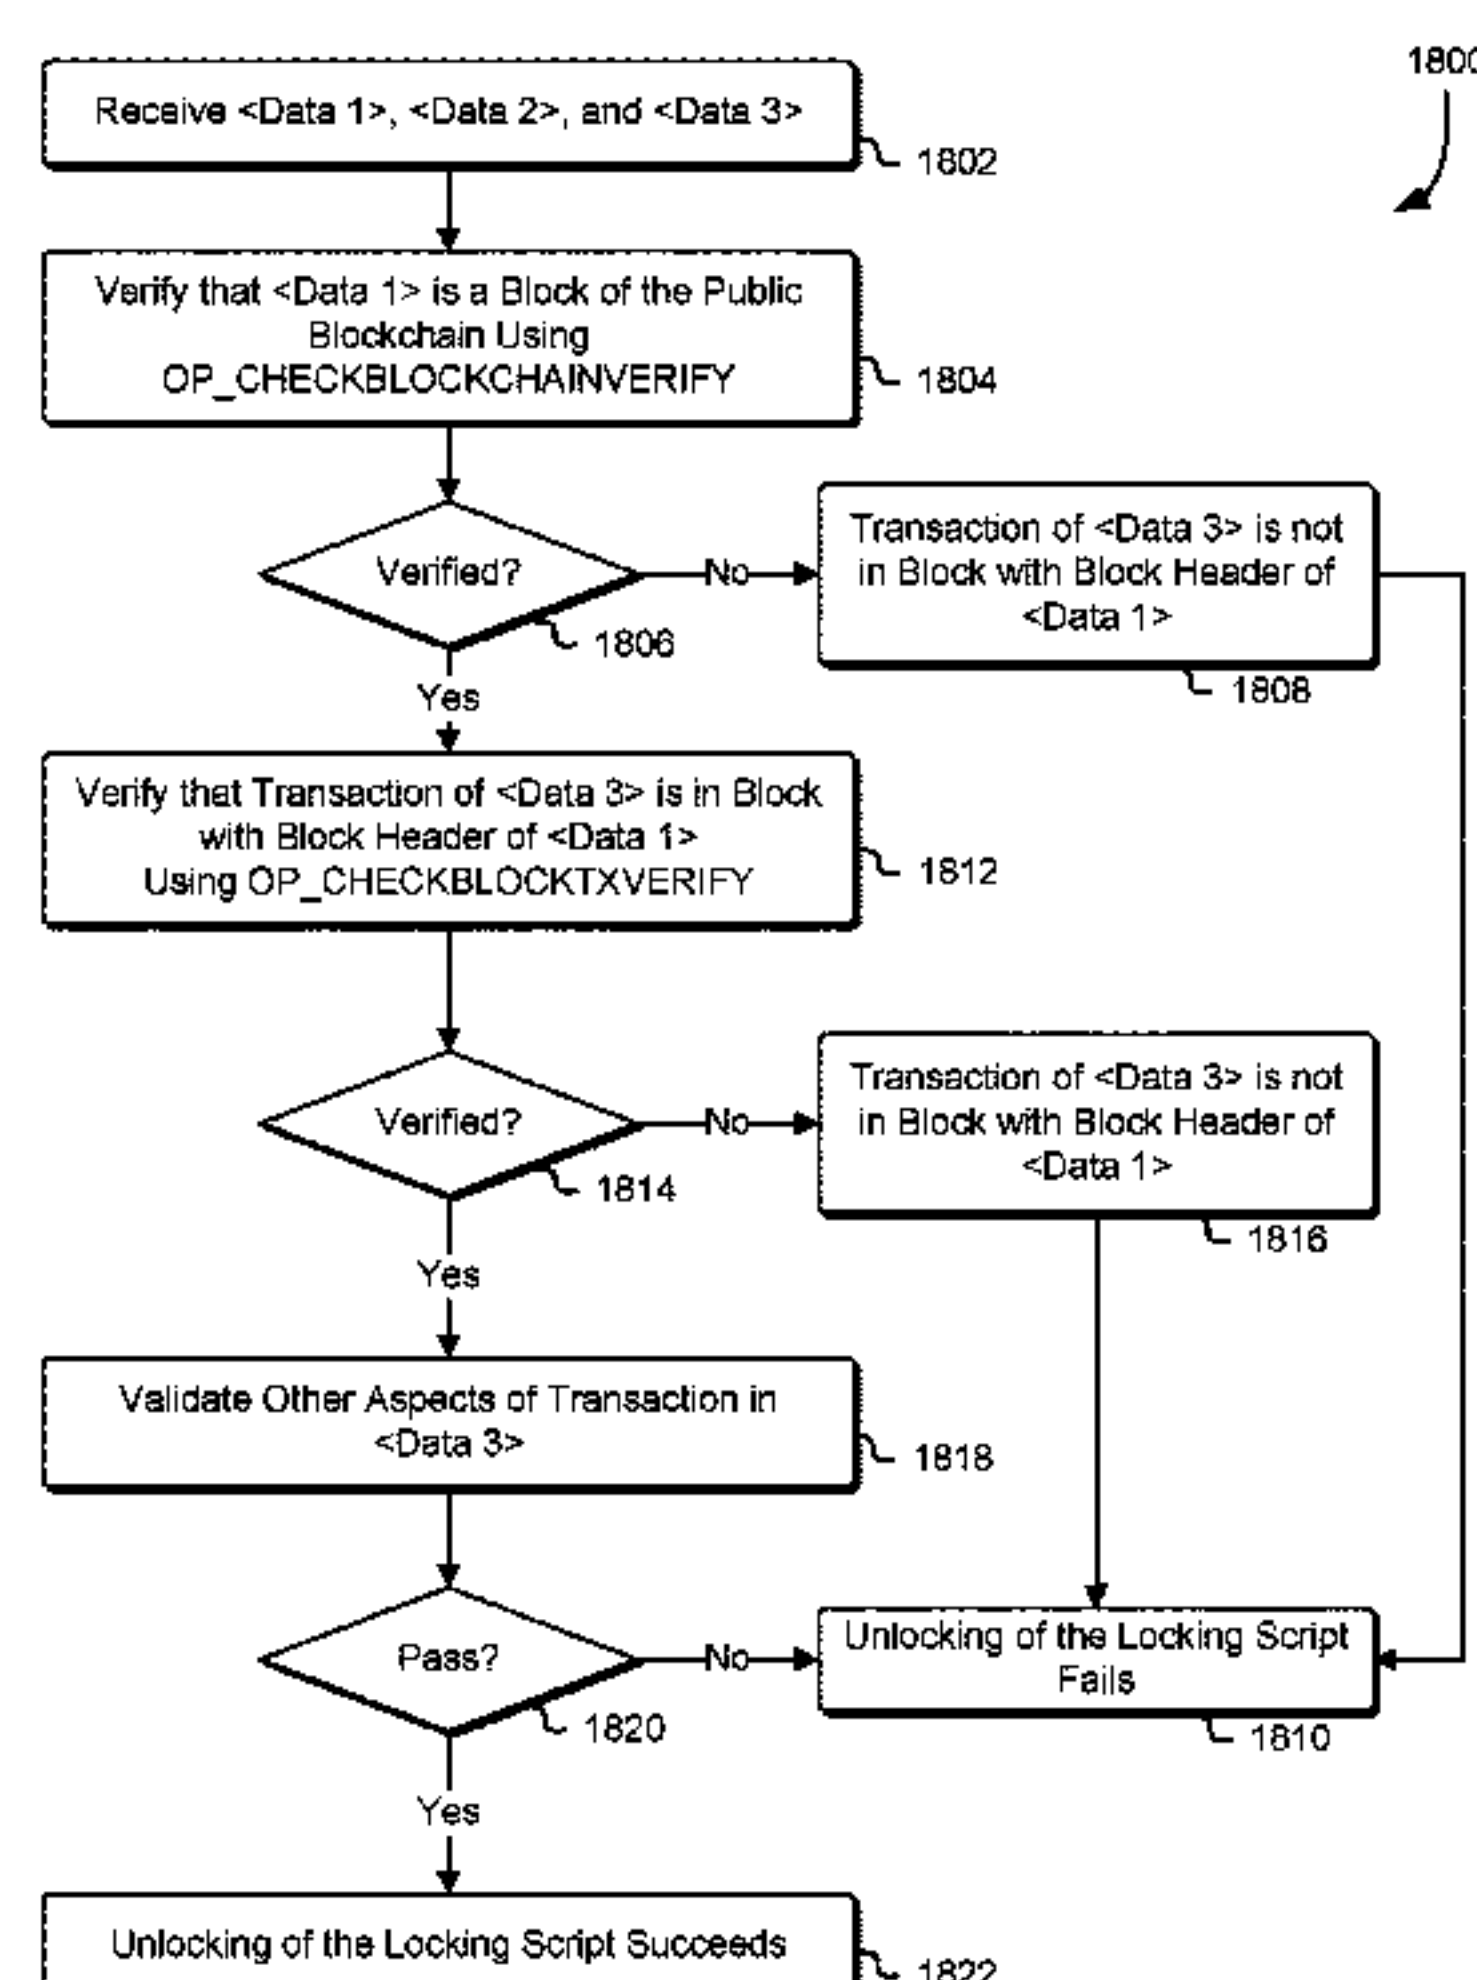 1800
Receive <Data 1>, <Data 2>, and <Data 3>
1802
Verify that <Data 1> is a Block of the Public
Blockchain Using
OP_CHECKBLOCKCHAINVERIFY
1804
Verified?
No
1806
Transaction of <Data 3> is not
in Block with Block Header of
<Data 1>
1808
Yes
Verify that Transaction of <Data 3> is in Block
with Block Header of <Data 1>
Using OP_CHECKBLOCKTXVERIFY
1812
Verified?
No
1814
Transaction of <Data 3> is not
in Block with Block Header of
<Data 1>
1816
Yes
Validate Other Aspects of Transaction in
<Data 3>
1818
Pass?
No
1820
Unlocking of the Locking Script
Fails
1810
Yes
Unlocking of the Locking Script Succeeds
1822